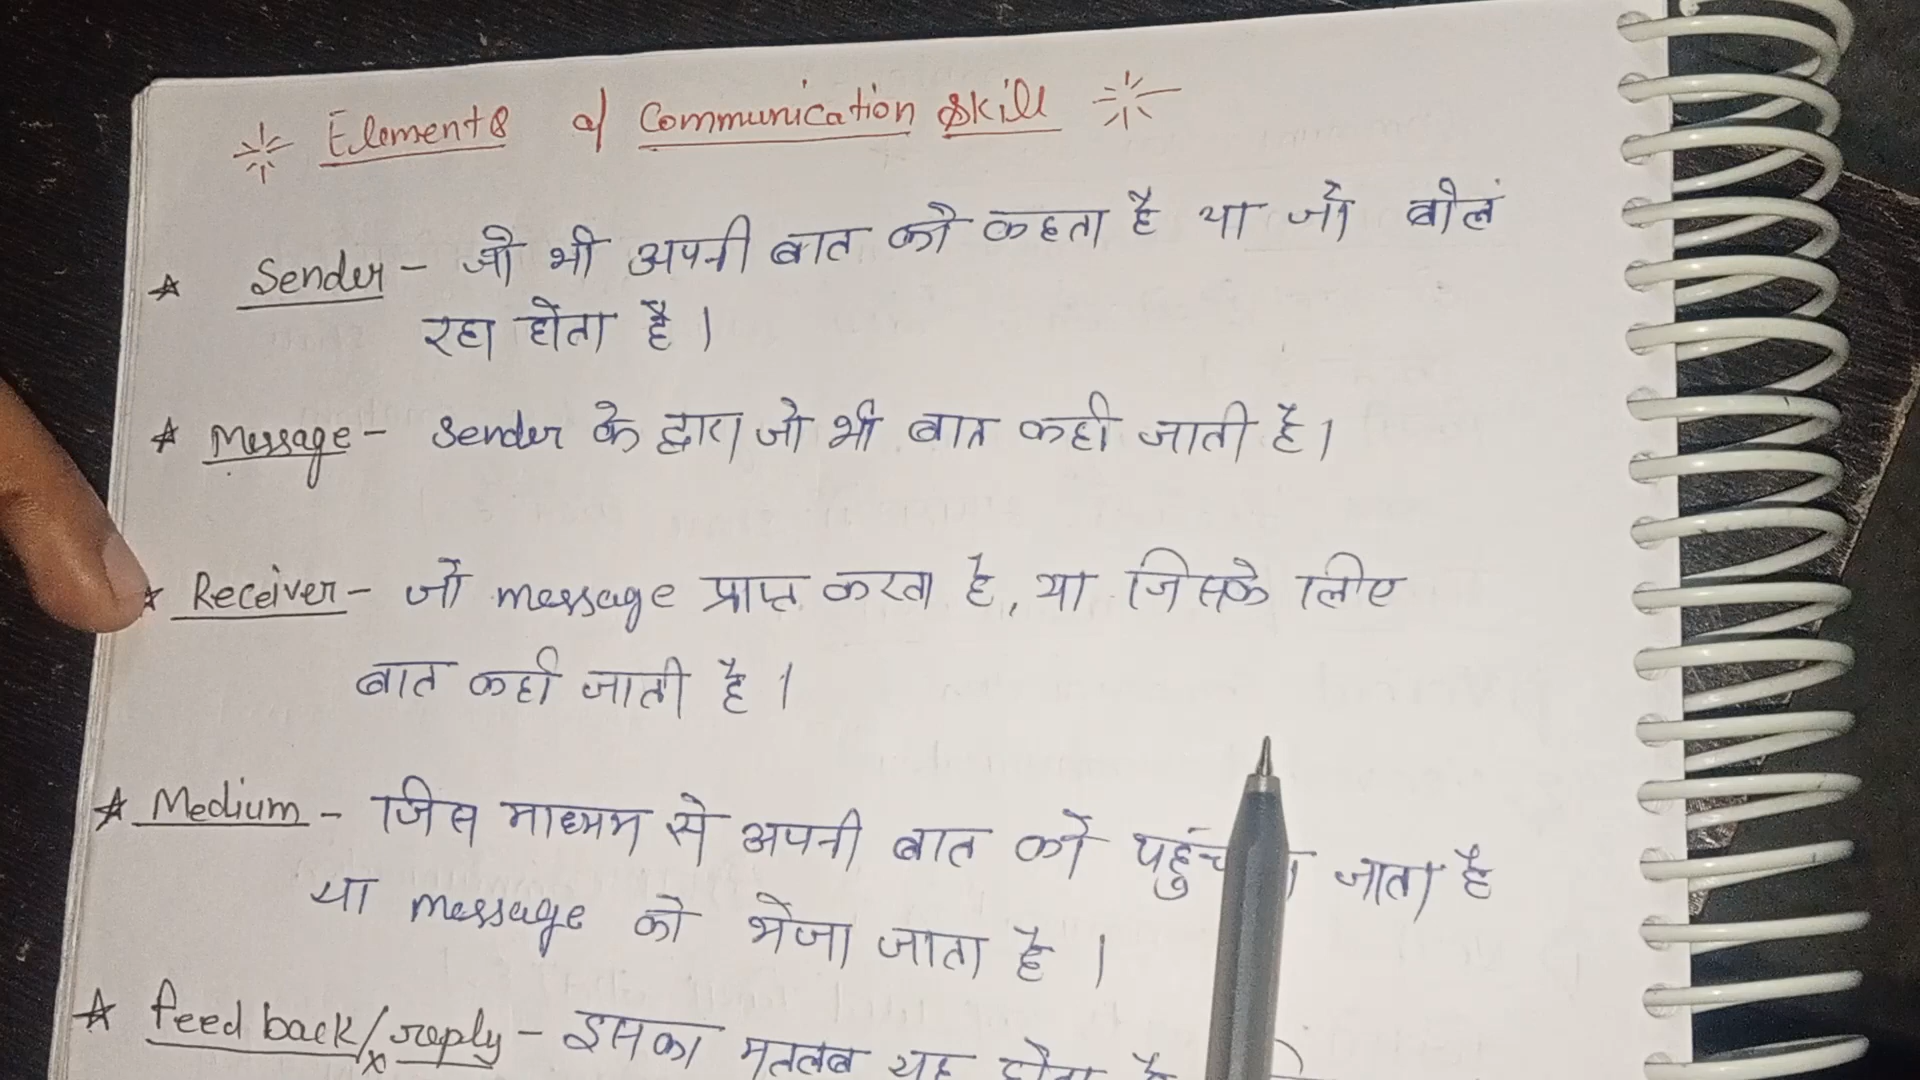 Elements of Communication Skill
Sender - जो भी अपनी बात को कहता है या जो बोल
रहा होता है।
Message - Sender के द्वारा जो भी बात कही जाती है।
Receiver - जो message प्राप्त करता है, या जिसके लिए
बात कही जाती है।
Medium - जिस माध्यम से अपनी बात को जाता है
या message को भेजा जाता है।
feed back/reply - इसका मतलब यह होता है